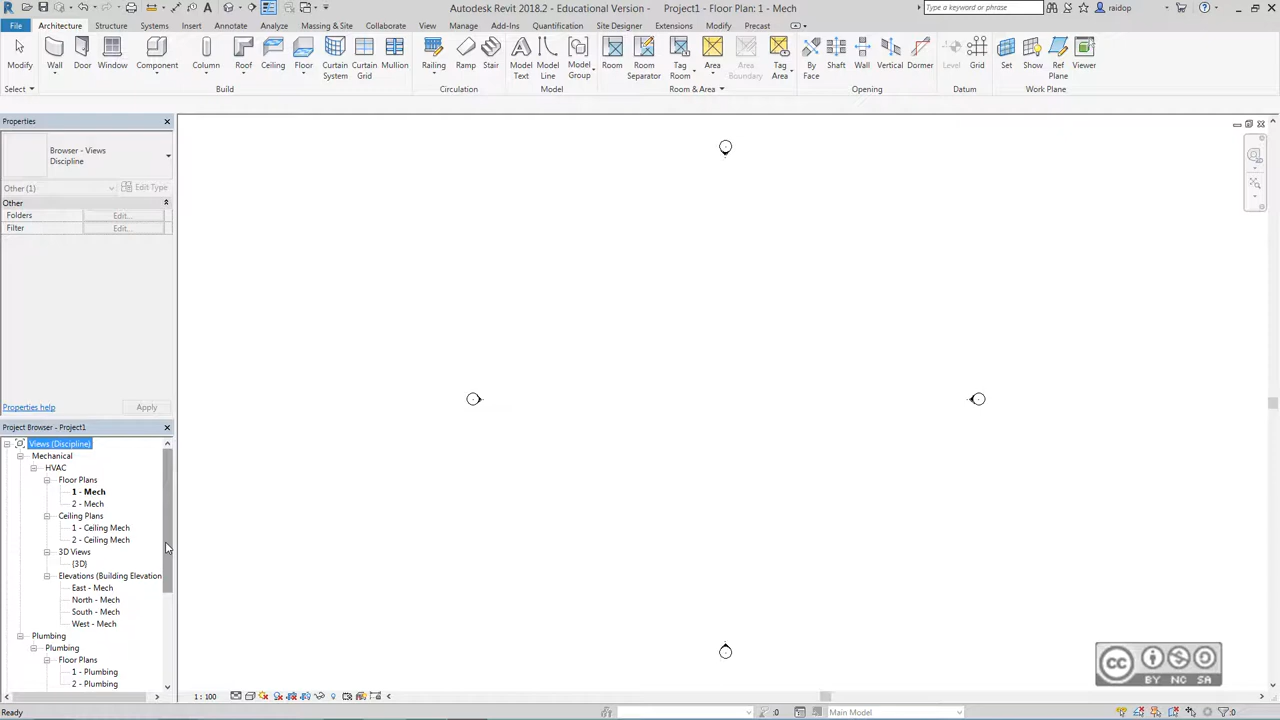 Autodesk Revit 2018.2 - Educational Version - Project1 - Floor Plan: 1 - Mech
Type a keyword or phrase
raidop
File Architecture Structure Systems Insert Annotate Analyze Massing & Site Collaborate View Manage Add-Ins Quantification Site Designer Extensions Modify Precast
Modify Wall Door Window Component Column Roof Ceiling Floor Curtain System Curtain Grid Mullion Railing Ramp Stair Model Text Model Line Model Group Room Room Separator Tag Room Area Area Boundary Tag Area By Face Shaft Wall Vertical Dormer Level Grid Set Show Ref Plane Viewer
Select Build Circulation Model Room & Area Opening Datum Work Plane
Properties
Browser - Views
Discipline
Other (1) Edit Type
Other
Folders Edit...
Filter Edit...
Properties help Apply
Project Browser - Project1
Views (Discipline)
Mechanical
HVAC
Floor Plans
1 - Mech
2 - Mech
Ceiling Plans
1 - Ceiling Mech
2 - Ceiling Mech
3D Views
{3D}
Elevations (Building Elevation
East - Mech
North - Mech
South - Mech
West - Mech
Plumbing
Plumbing
Floor Plans
1 - Plumbing
2 - Plumbing
1 : 100
Ready
:0
Main Model
:0
cc
BY NC SA